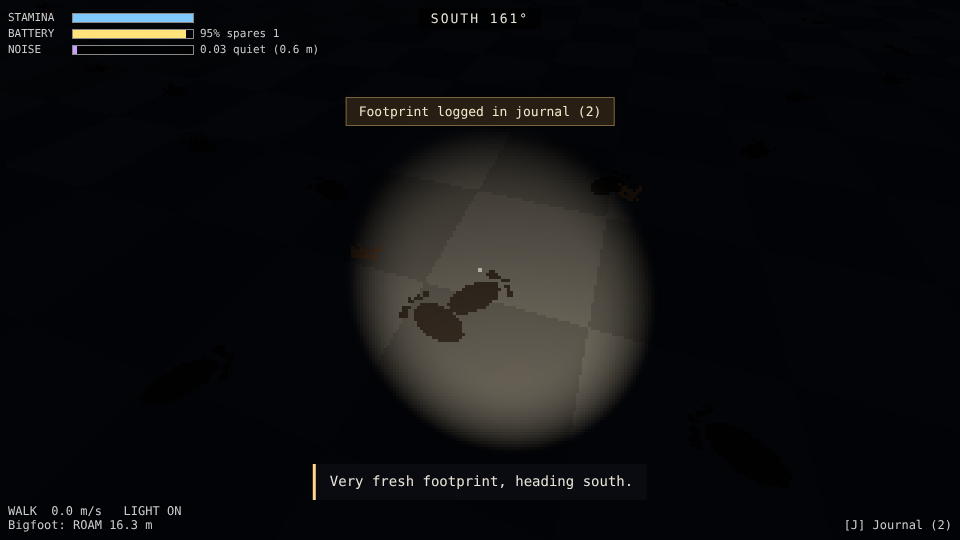 SOUTH 161°
STAMINA
BATTERY 95% spares 1
NOISE 0.03 quiet (0.6 m)
Footprint logged in journal (2)
Very fresh footprint, heading south.
WALK 0.0 m/s LIGHT ON
Bigfoot: ROAM 16.3 m
[J] Journal (2)